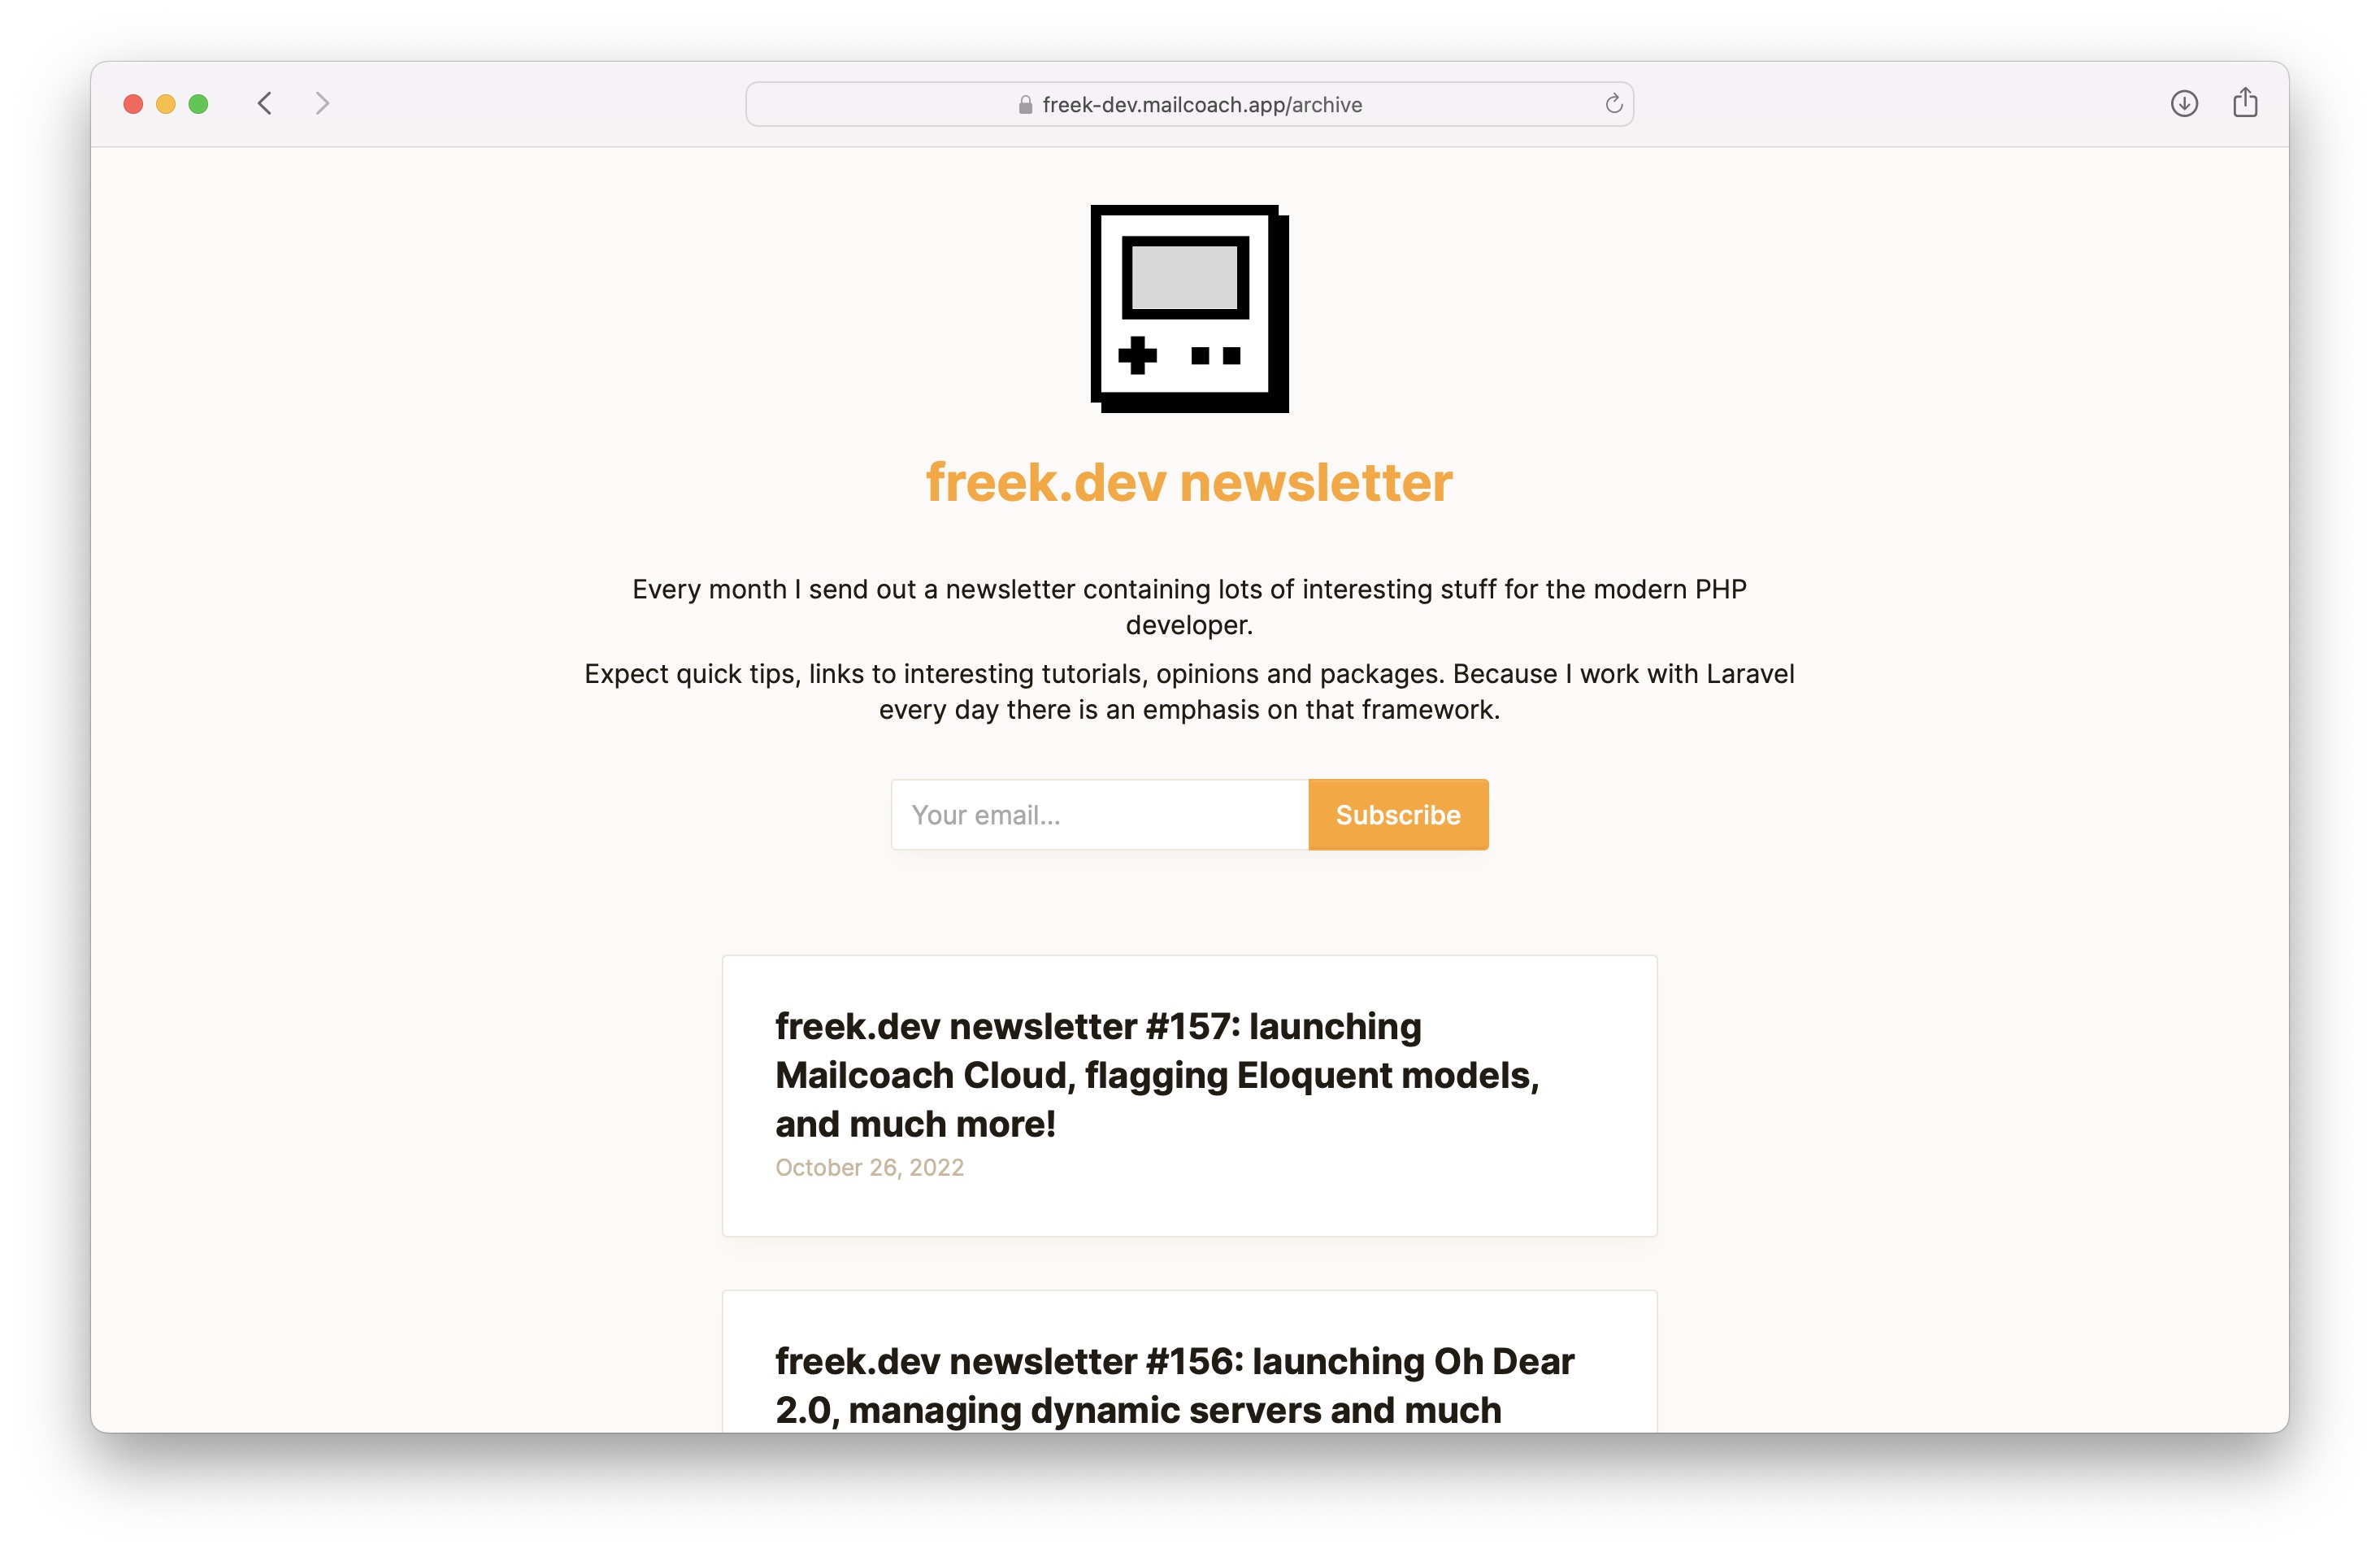 freek-dev.mailcoach.app/archive
freek.dev newsletter
Every month I send out a newsletter containing lots of interesting stuff for the modern PHP
developer.
Expect quick tips, links to interesting tutorials, opinions and packages. Because I work with Laravel
every day there is an emphasis on that framework.
Your email...
Subscribe
freek.dev newsletter #157: launching
Mailcoach Cloud, flagging Eloquent models,
and much more!
October 26, 2022
freek.dev newsletter #156: launching Oh Dear
2.0, managing dynamic servers and much